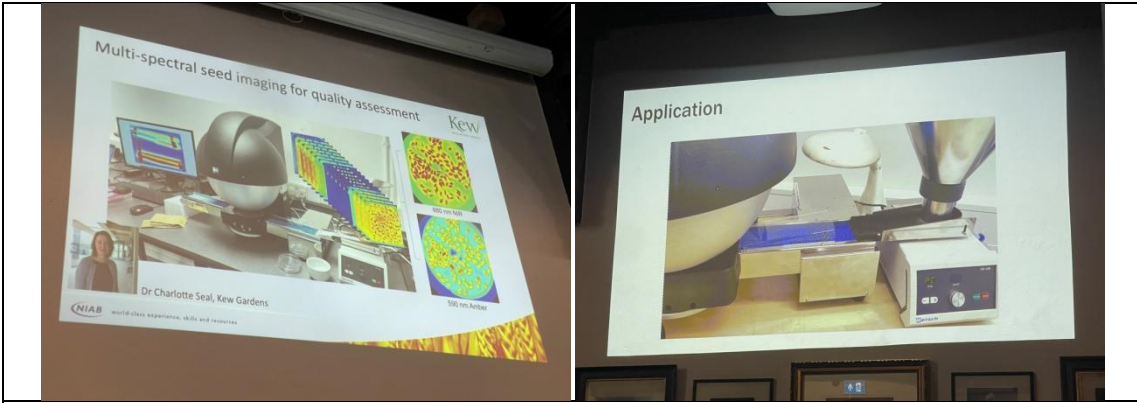 Multi-spectral seed imaging for quality assessment
Kew
880 nm NIR
590 nm Amber
Dr Charlotte Seal, Kew Gardens
NIAB
world-class experience, skills and resources
Application